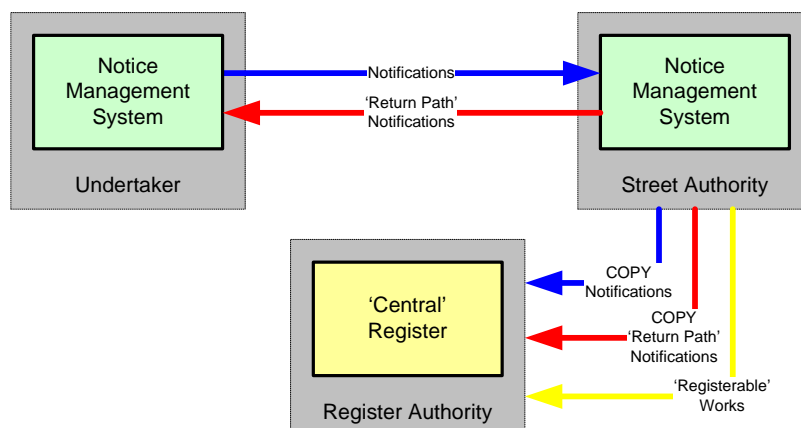 Notice
Management
System
Undertaker
Notifications
‘Return Path’
Notifications
Notice
Management
System
Street Authority
COPY
Notifications
COPY
‘Return Path’
Notifications
‘Registerable’
Works
‘Central’
Register
Register Authority